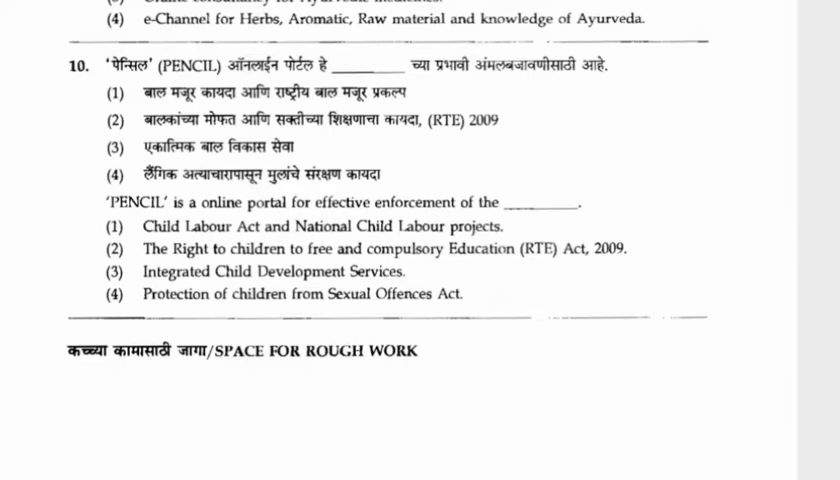 (4) e-Channel for Herbs, Aromatic, Raw material and knowledge of Ayurveda.
10. 'पेन्सिल' (PENCIL) ऑनलाईन पोर्टल हे ________ च्या प्रभावी अंमलबजावणीसाठी आहे.
(1) बाल मजूर कायदा आणि राष्ट्रीय बाल मजूर प्रकल्प
(2) बालकांच्या मोफत आणि सक्तीच्या शिक्षणाचा कायदा, (RTE) 2009
(3) एकात्मिक बाल विकास सेवा
(4) लैंगिक अत्याचारापासून मुलांचे संरक्षण कायदा
'PENCIL' is a online portal for effective enforcement of the ________.
(1) Child Labour Act and National Child Labour projects.
(2) The Right to children to free and compulsory Education (RTE) Act, 2009.
(3) Integrated Child Development Services.
(4) Protection of children from Sexual Offences Act.
कच्च्या कामासाठी जागा/SPACE FOR ROUGH WORK